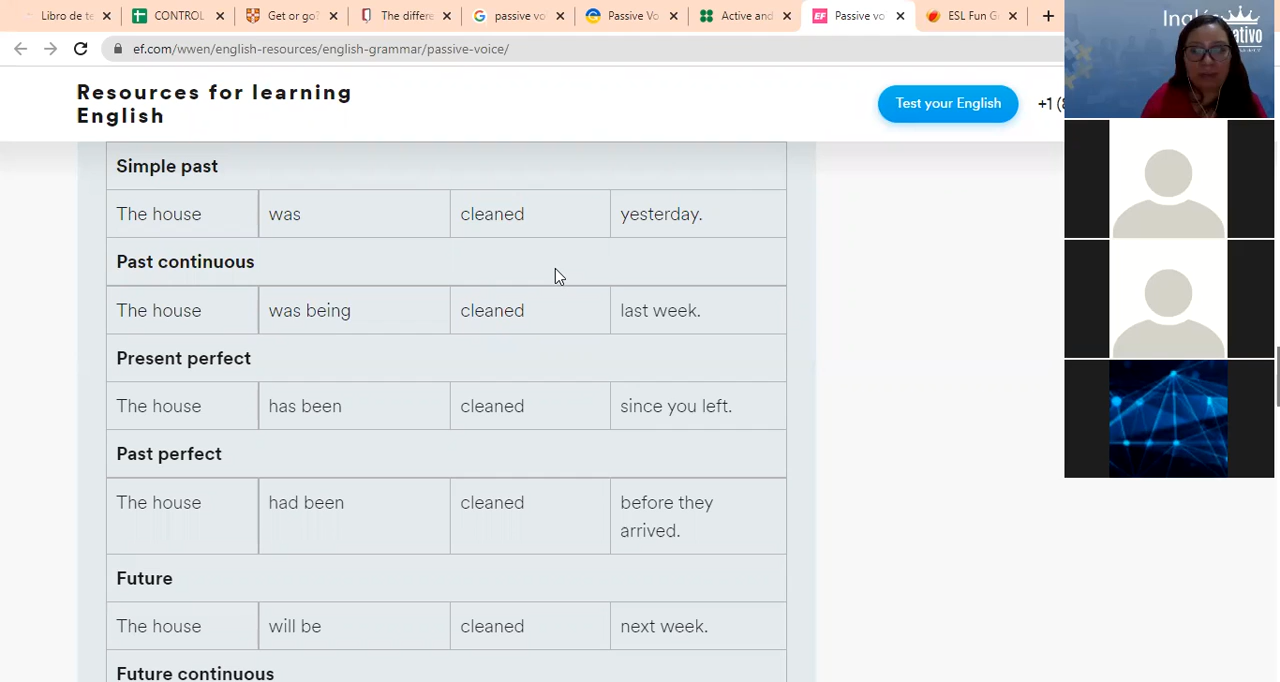 Libro de te
CONTROL
Get or go?
The differe
passive vo
Passive Vo
Active and
EF
Passive vo
ESL Fun G
ef.com/wwen/english-resources/english-grammar/passive-voice/
Resources for learning
English
Test your English
+1 (8
Simple past
The house was cleaned yesterday.
Past continuous
The house was being cleaned last week.
Present perfect
The house has been cleaned since you left.
Past perfect
The house had been cleaned before they
arrived.
Future
The house will be cleaned next week.
Future continuous